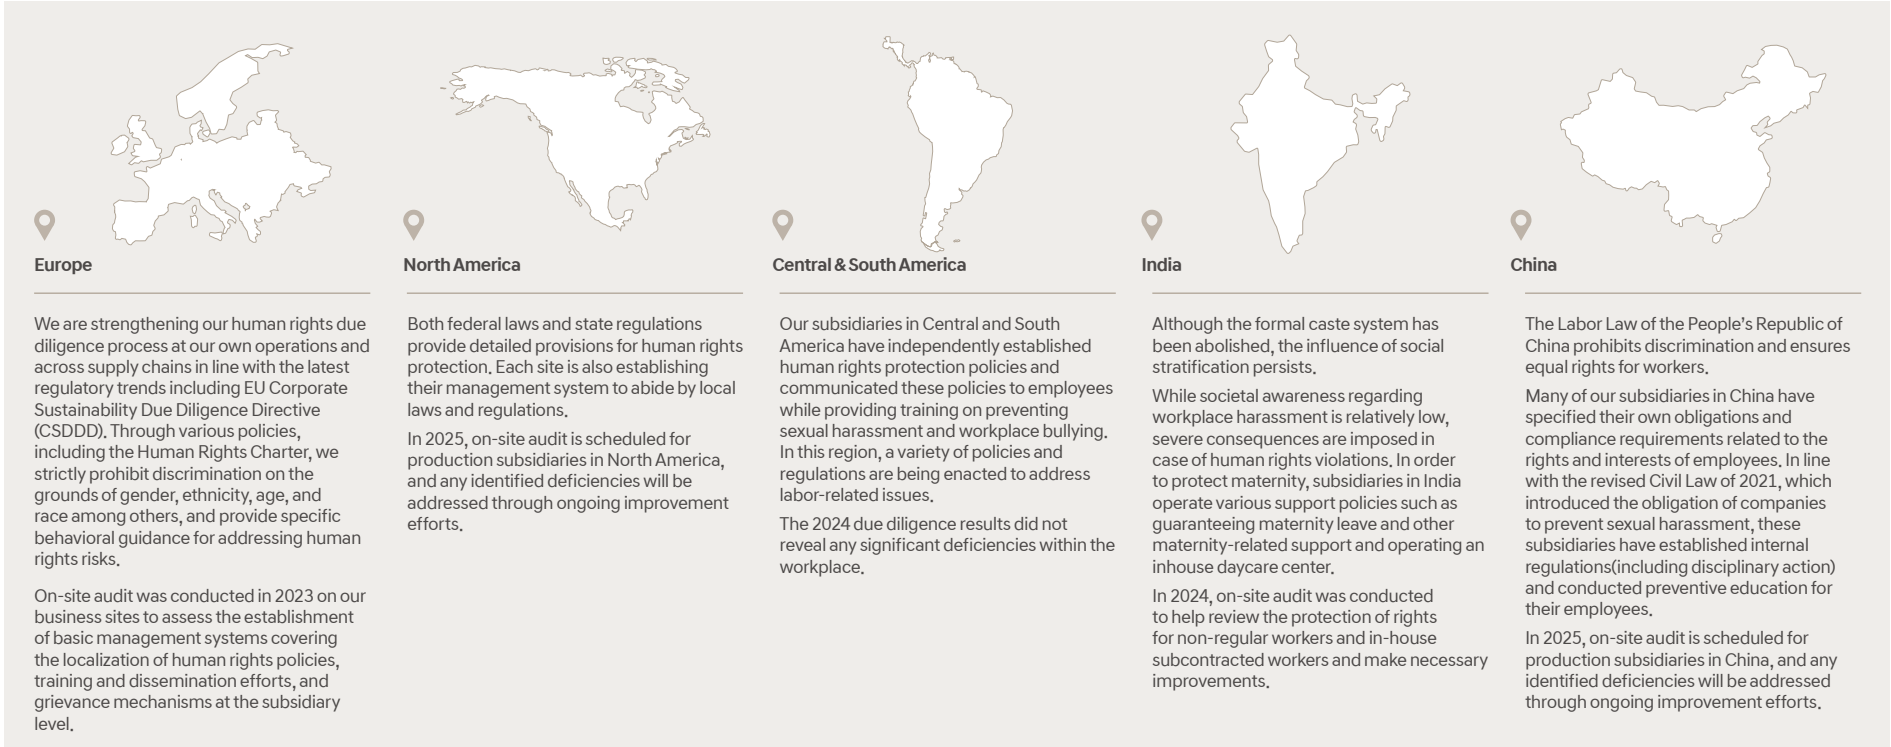 Europe
We are strengthening our human rights due
diligence process at our own operations and
across supply chains in line with the latest
regulatory trends including EU Corporate
Sustainability Due Diligence Directive
(CSDDD). Through various policies,
including the Human Rights Charter, we
strictly prohibit discrimination on the
grounds of gender, ethnicity, age, and
race among others, and provide specific
behavioral guidance for addressing human
rights risks.
On-site audit was conducted in 2023 on our
business sites to assess the establishment
of basic management systems covering
the localization of human rights policies,
training and dissemination efforts, and
grievance mechanisms at the subsidiary
level.
North America
Both federal laws and state regulations
provide detailed provisions for human rights
protection. Each site is also establishing
their management system to abide by local
laws and regulations.
In 2025, on-site audit is scheduled for
production subsidiaries in North America,
and any identified deficiencies will be
addressed through ongoing improvement
efforts.
Central & South America
Our subsidiaries in Central and South
America have independently established
human rights protection policies and
communicated these policies to employees
while providing training on preventing
sexual harassment and workplace bullying.
In this region, a variety of policies and
regulations are being enacted to address
labor-related issues.
The 2024 due diligence results did not
reveal any significant deficiencies within the
workplace.
India
Although the formal caste system has
been abolished, the influence of social
stratification persists.
While societal awareness regarding
workplace harassment is relatively low,
severe consequences are imposed in
case of human rights violations. In order
to protect maternity, subsidiaries in India
operate various support policies such as
guaranteeing maternity leave and other
maternity-related support and operating an
inhouse daycare center.
In 2024, on-site audit was conducted
to help review the protection of rights
for non-regular workers and in-house
subcontracted workers and make necessary
improvements.
China
The Labor Law of the People's Republic of
China prohibits discrimination and ensures
equal rights for workers.
Many of our subsidiaries in China have
specified their own obligations and
compliance requirements related to the
rights and interests of employees. In line
with the revised Civil Law of 2021, which
introduced the obligation of companies
to prevent sexual harassment, these
subsidiaries have established internal
regulations(including disciplinary action)
and conducted preventive education for
their employees.
In 2025, on-site audit is scheduled for
production subsidiaries in China, and any
identified deficiencies will be addressed
through ongoing improvement efforts.